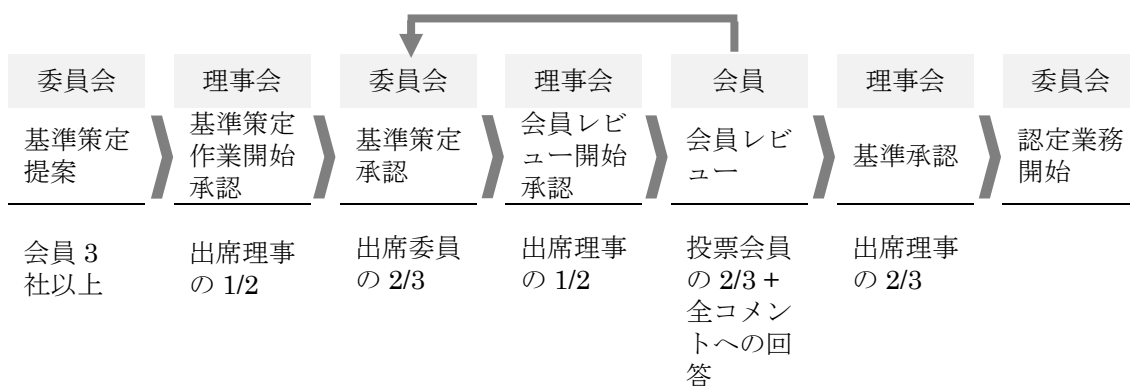 委員会
基準策定
提案
会員 3
社以上
理事会
基準策定
作業開始
承認
出席理事
の 1/2
委員会
基準策定
承認
出席委員
の 2/3
理事会
会員レビ
ュー開始
承認
出席理事
の 1/2
会員
会員レビ
ュー
投票会員
の 2/3 +
全コメン
トへの回
答
理事会
基準承認
出席理事
の 2/3
委員会
認定業務
開始